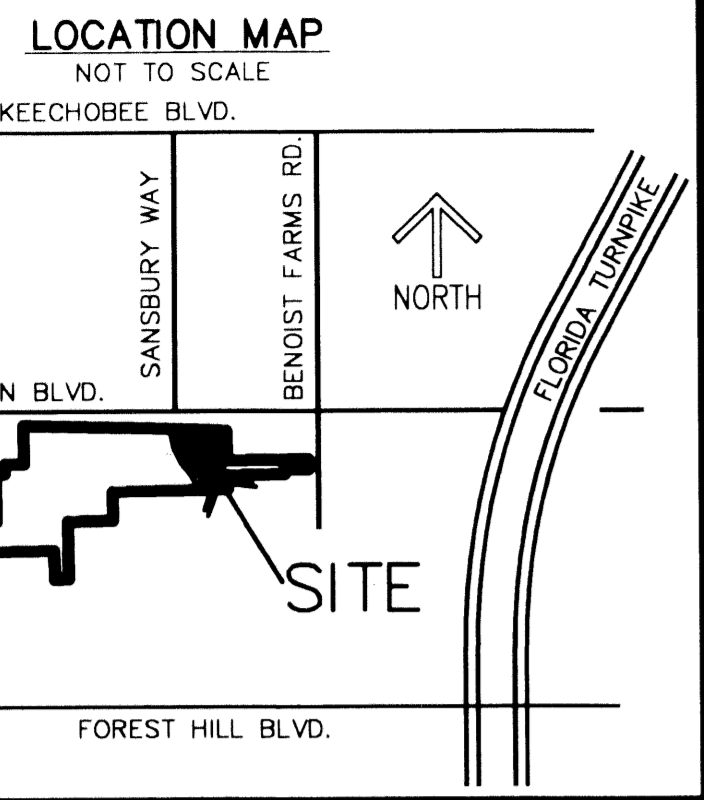 LOCATION MAP
NOT TO SCALE
KEECHOBEE BLVD.
SANSBURY WAY
BENOIST FARMS RD.
NORTH
FLORIDA TURNPIKE
N BLVD.
SITE
FOREST HILL BLVD.